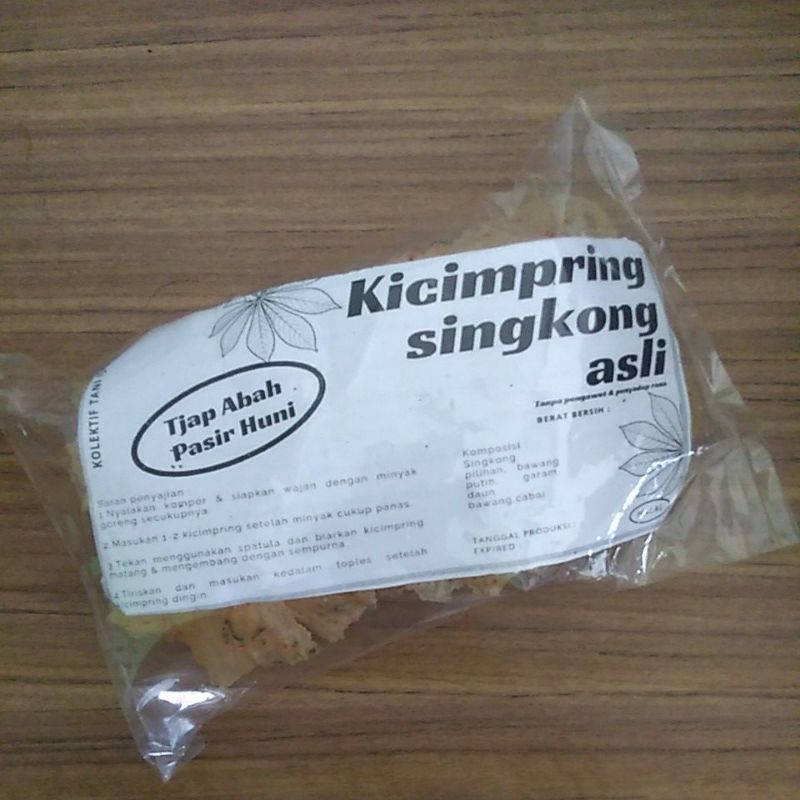 Kicimpring
singkong
asli
Tanpa pengawet & penyedap rasa
BERAT BERSIH :
KOLEKTIF TANI
Tjap Abah
Pasir Huni
Saran penyajian
1.Nyalakan kompor & siapkan wajan dengan minyak
goreng secukupnya.
2.Masukan 1-2 kicimpring setelah minyak cukup panas
3.Tekan menggunakan spatula dan biarkan kicimpring
matang & mengembang dengan sempurna.
4.Tiriskan dan masukan kedalam toples setelah
kicimpring dingin.
Komposisi
Singkong
pilihan, bawang
putih, garam
daun
bawang,cabai
TANGGAL PRODUKSI :
EXPIRED
HALAL